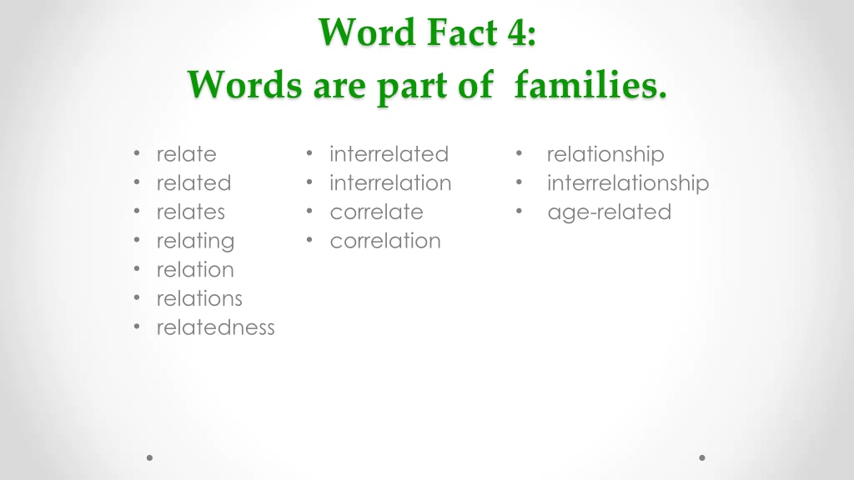 Word Fact 4:
Words are part of families.
• relate
• related
• relates
• relating
• relation
• relations
• relatedness
• interrelated
• interrelation
• correlate
• correlation
• relationship
• interrelationship
• age-related